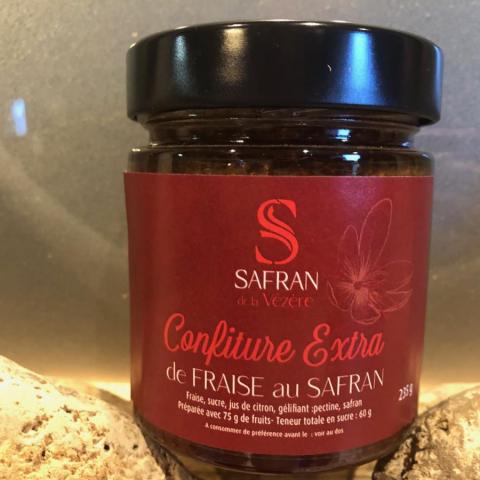 S
SAFRAN
de la Vézère
Confiture Extra
de FRAISE au SAFRAN
Fraise, sucre, jus de citron, gélifiant :pectine, safran
Préparée avec 75 g de fruits- Teneur totale en sucre : 60 g
A consommer de préférence avant le : voir au dos
235 g